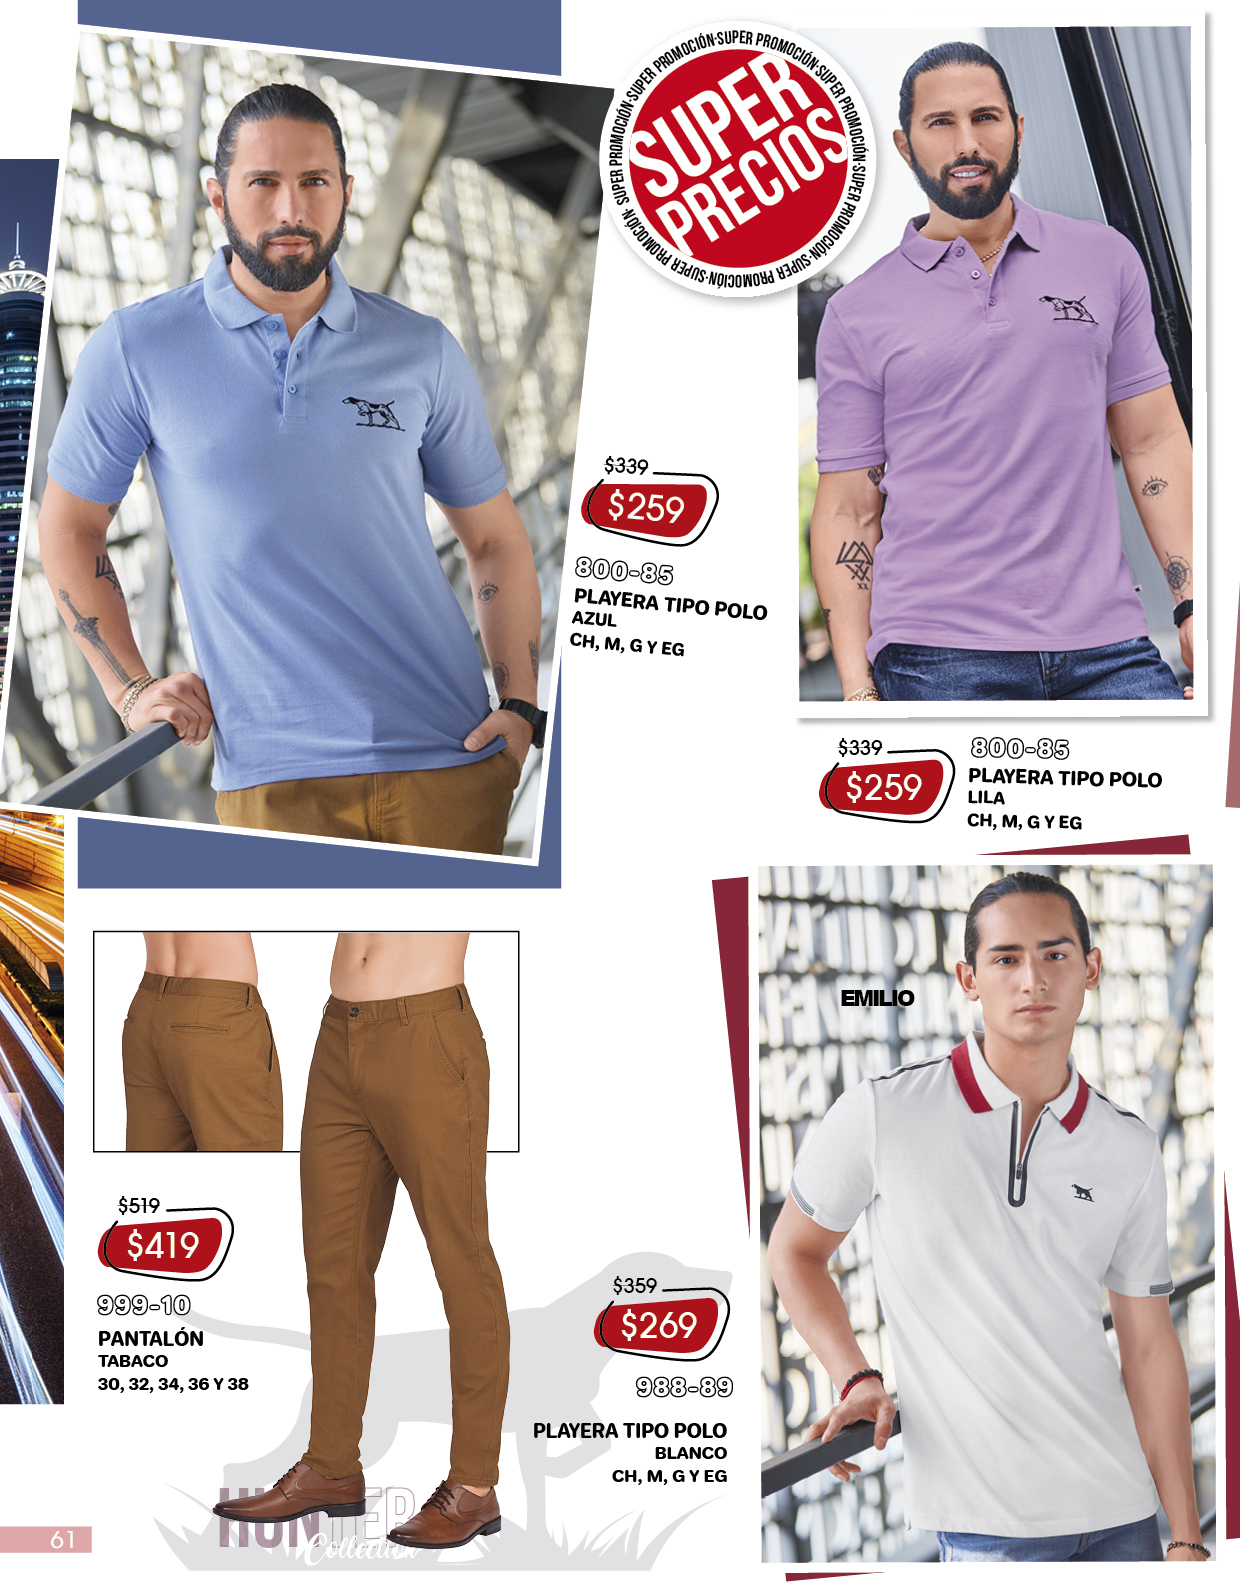 SUPER PROMOCIÓN·SUPER PROMOCIÓN·SUPER PROMOCIÓN·SUPER PROMOCIÓN·SUPER PROMOCIÓN·SUPER PROMOCIÓN·SUPER PROMOCIÓN·
SUPER
PRECIOS
$339
$259
800-85
PLAYERA TIPO POLO
AZUL
CH, M, G Y EG
$339
$259
800-85
PLAYERA TIPO POLO
LILA
CH, M, G Y EG
EMILIO
$519
$419
999-10
PANTALÓN
TABACO
30, 32, 34, 36 Y 38
$359
$269
988-89
PLAYERA TIPO POLO
BLANCO
CH, M, G Y EG
HUNTER
Collection
61